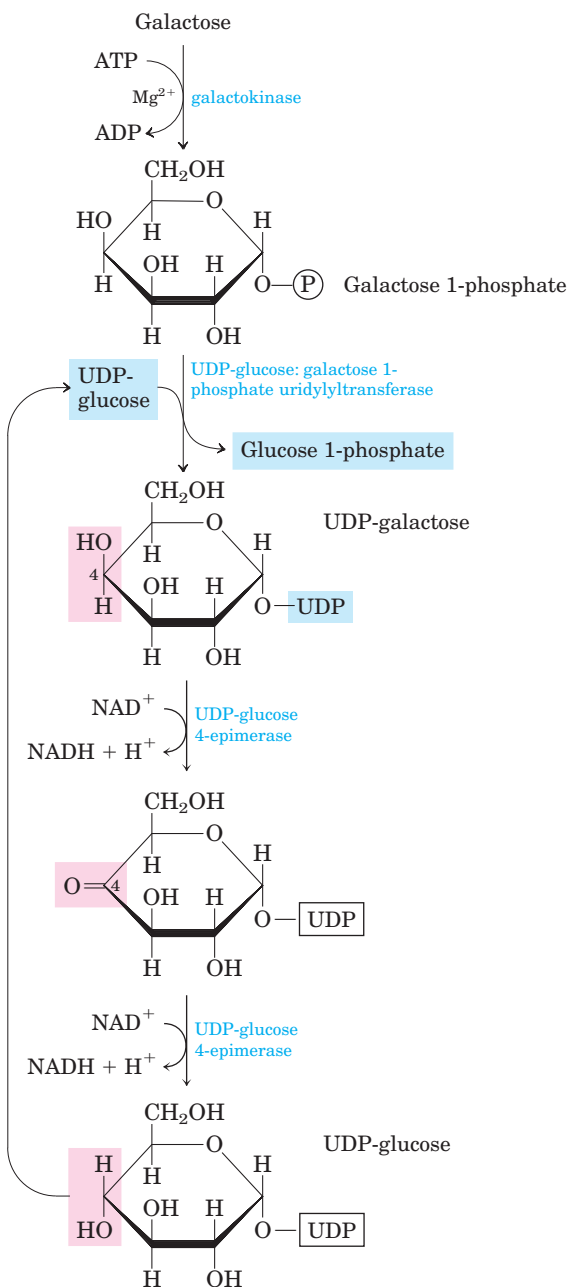 Galactose
ATP
Mg2+ galactokinase
ADP
CH2OH
O
HO H
H
OH H
H O P Galactose 1-phosphate
H OH
UDP-glucose: galactose 1-
phosphate uridylyltransferase
UDP-
glucose
Glucose 1-phosphate
CH2OH
O UDP-galactose
HO H
H
4 OH H
H O UDP
H OH
NAD+
UDP-glucose
4-epimerase
NADH + H+
CH2OH
O
H
H
O 4
OH H
O UDP
H OH
NAD+
UDP-glucose
4-epimerase
NADH + H+
CH2OH
O UDP-glucose
H H
H
4 OH H
HO O UDP
H OH